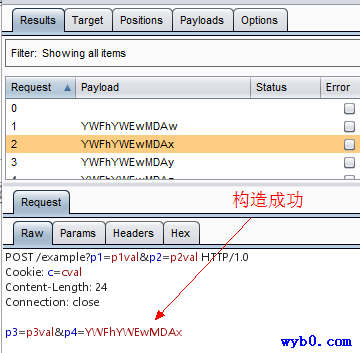 Results Target Positions Payloads Options
Filter: Showing all items
Request Payload Status Error
0
1 YWFhYWEwMDAw
2 YWFhYWEwMDAx
3 YWFhYWEwMDAy
Request
构造成功
Raw Params Headers Hex
POST /example?p1=p1val&p2=p2val HTTP/1.0
Cookie: c=cval
Content-Length: 24
Connection: close
p3=p3val&p4=YWFhYWEwMDAx
wyb0.com